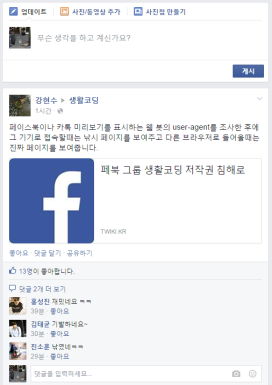 업데이트 사진/동영상 추가 사진첩 만들기
무슨 생각을 하고 계신가요?
게시
강현수 ▶ 생활코딩
1시간 ·
페이스북이나 카톡 미리보기를 표시하는 웹 봇의 user-agent를 조사한 후에
그 기기로 접속할때는 낚시 페이지를 보여주고 다른 브라우저로 들어올때는
진짜 페이지를 보여줍니다.
페북 그룹 생활코딩 저작권 침해로
TWIKI.KR
좋아요 · 댓글 달기 · 공유하기
13명이 좋아합니다.
댓글 2개 더 보기
홍성진 재밌네요 ㅋㅋ
39분 · 좋아요
김태균 기발하네요~
30분 · 좋아요
진소훈 낚였네ㅋㅋ
29분 · 좋아요
댓글을 입력하세요...